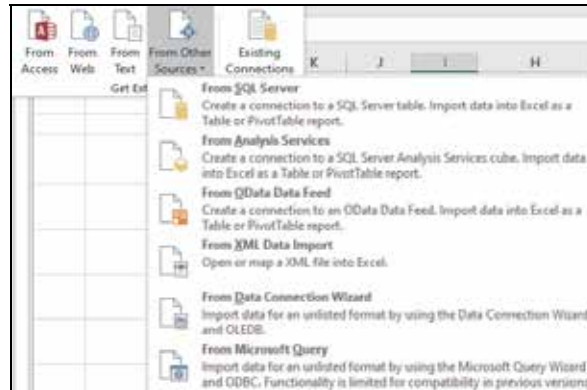 From Access
From Web
From Text
From Other Sources
Existing Connections
Get Ext
K J I H
From SQL Server
Create a connection to a SQL Server table. Import data into Excel as a
Table or PivotTable report.
From Analysis Services
Create a connection to a SQL Server Analysis Services cube. Import data
into Excel as a Table or PivotTable report.
From OData Data Feed
Create a connection to an OData Data Feed. Import data into Excel as a
Table or PivotTable report.
From XML Data Import
Open or map a XML file into Excel.
From Data Connection Wizard
Import data for an unlisted format by using the Data Connection Wizard
and OLEDB.
From Microsoft Query
Import data for an unlisted format by using the Microsoft Query Wizard
and ODBC. Functionality is limited for compatibility in previous version